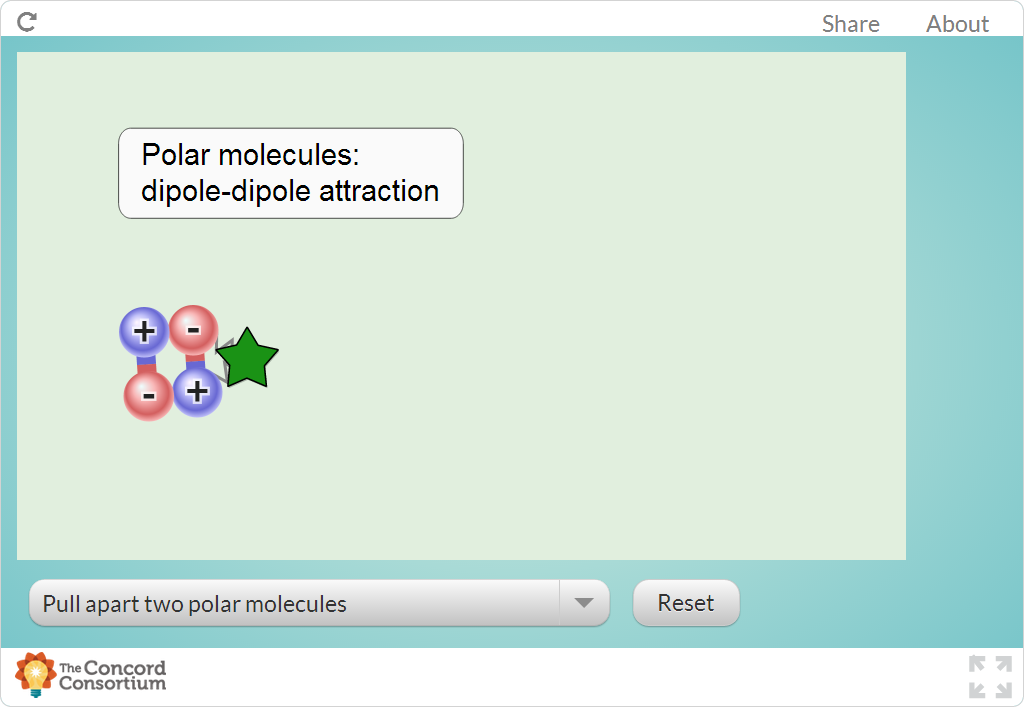 Share About
Polar molecules:
dipole-dipole attraction
+ -
- +
Pull apart two polar molecules
Reset
The Concord
Consortium